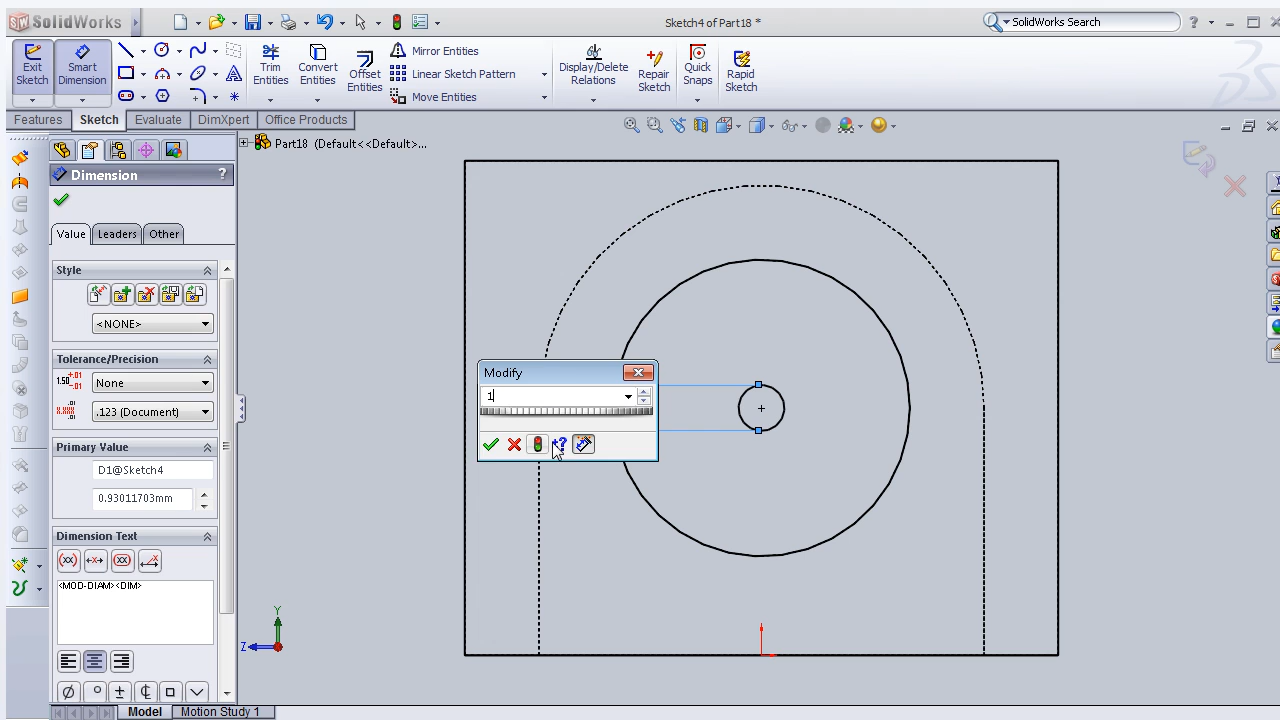 SolidWorks
Sketch4 of Part18 *
SolidWorks Search
?
Exit
Sketch
Smart
Dimension
Trim
Entities
Convert
Entities
Offset
Entities
Mirror Entities
Linear Sketch Pattern
Move Entities
Display/Delete
Relations
Repair
Sketch
Quick
Snaps
Rapid
Sketch
Features
Sketch
Evaluate
DimXpert
Office Products
Part18 (Default<<Default>...
Dimension
?
Value
Leaders
Other
Style
<NONE>
Tolerance/Precision
None
.123 (Document)
Primary Value
D1@Sketch4
0.93011703mm
Dimension Text
<MOD-DIAM><DIM>
Modify
1
Y
Z
Model
Motion Study 1